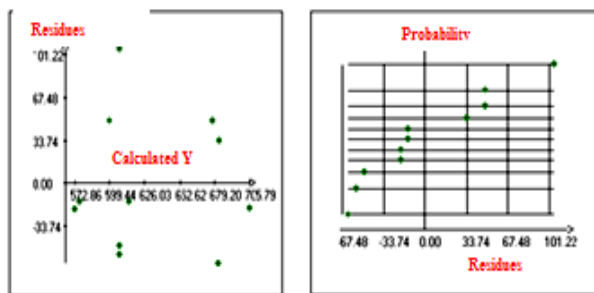 Residues
101.22
67.48
33.74
Calculated Y
0.00
572.86 599.44 626.03 652.62 679.20 705.79
-33.74
Probability
67.48 -33.74 0.00 33.74 67.48 101.22
Residues